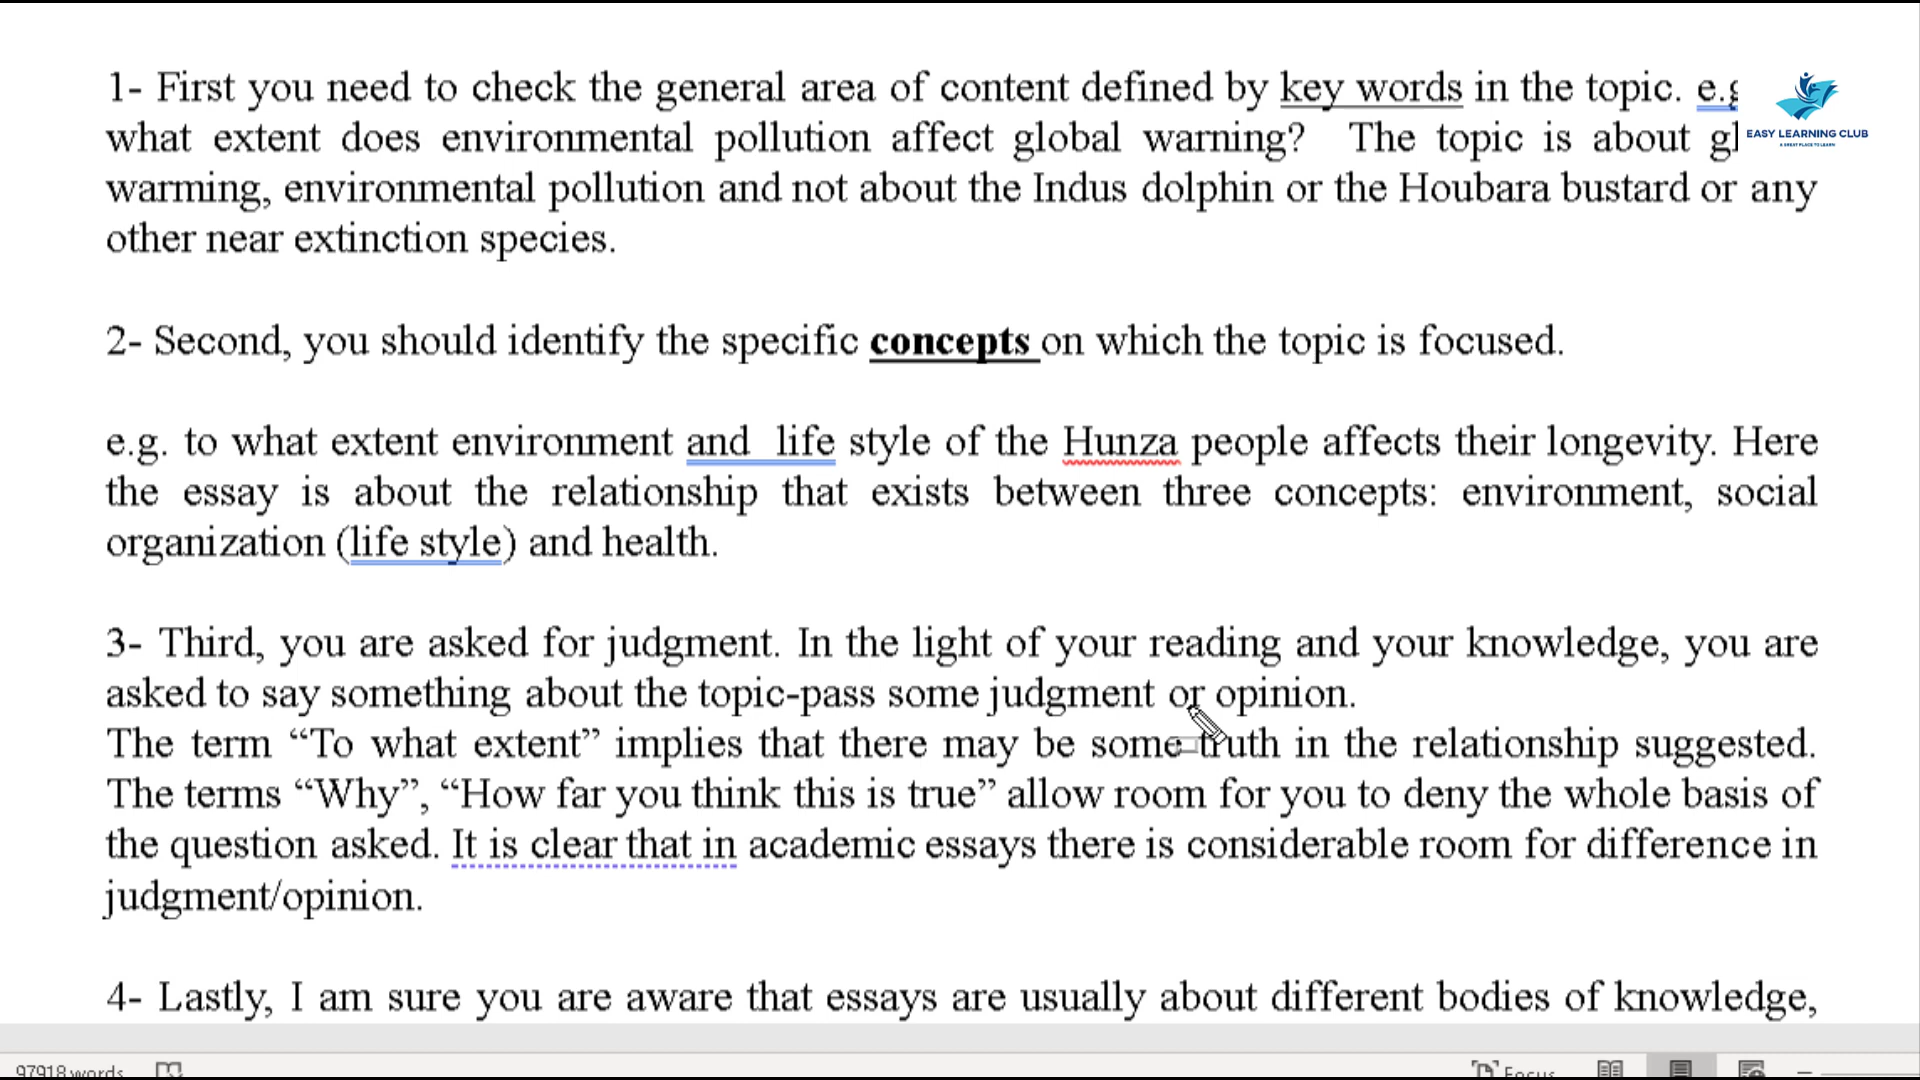 1- First you need to check the general area of content defined by key words in the topic. e.g
what extent does environmental pollution affect global warning? The topic is about gl
warming, environmental pollution and not about the Indus dolphin or the Houbara bustard or any
other near extinction species.
2- Second, you should identify the specific concepts on which the topic is focused.
e.g. to what extent environment and life style of the Hunza people affects their longevity. Here
the essay is about the relationship that exists between three concepts: environment, social
organization (life style) and health.
3- Third, you are asked for judgment. In the light of your reading and your knowledge, you are
asked to say something about the topic-pass some judgment or opinion.
The term “To what extent” implies that there may be some truth in the relationship suggested.
The terms “Why”, “How far you think this is true” allow room for you to deny the whole basis of
the question asked. It is clear that in academic essays there is considerable room for difference in
judgment/opinion.
4- Lastly, I am sure you are aware that essays are usually about different bodies of knowledge,
EASY LEARNING CLUB
A GREAT PLACE TO LEARN
97918 words
Focus